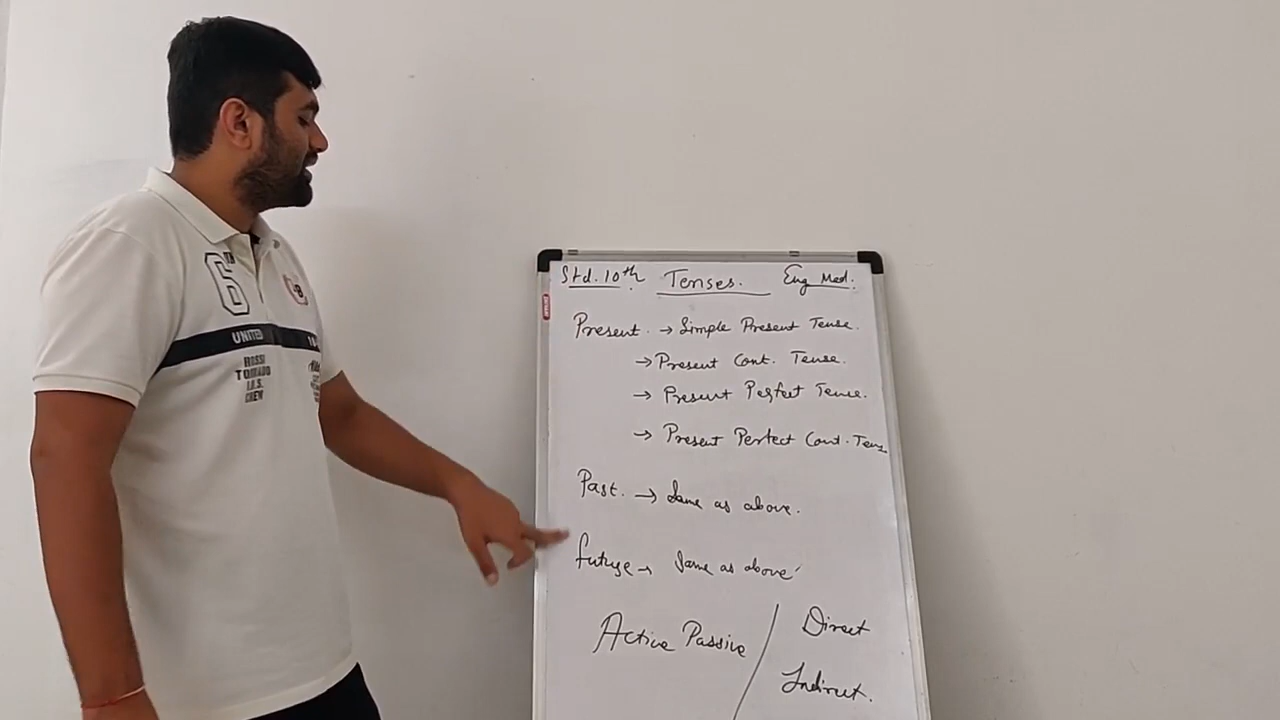 6TH
UNITED
ROSSI
TORNADO
I.D.S.
CREW
Std. 10th Tenses. Eng Med.
Present. → Simple Present Tense.
→ Present Cont. Tense.
→ Present Perfect Tense.
→ Present Perfect Cont. Tens
Past. → Same as above.
future → Same as above
Active Passive / Direct
Indirect.